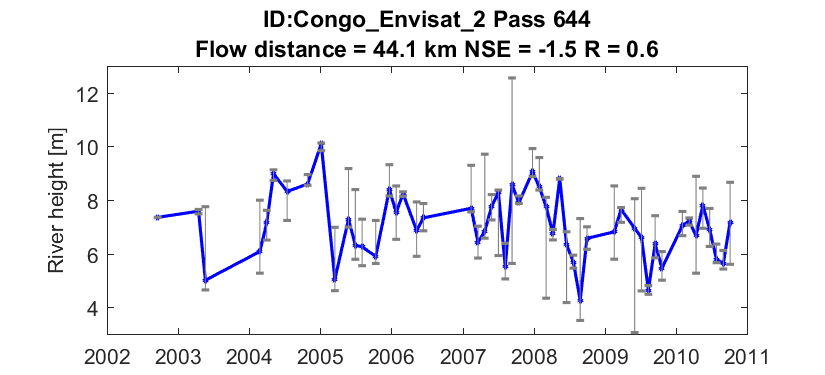 ID:Congo_Envisat_2 Pass 644
Flow distance = 44.1 km NSE = -1.5 R = 0.6
River height [m]
12
10
8
6
4
2002 2003 2004 2005 2006 2007 2008 2009 2010 2011